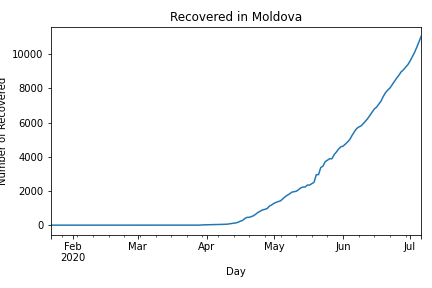 Recovered in Moldova
Number of Recovered
10000
8000
6000
4000
2000
0
Feb Mar Apr May Jun Jul
2020
Day